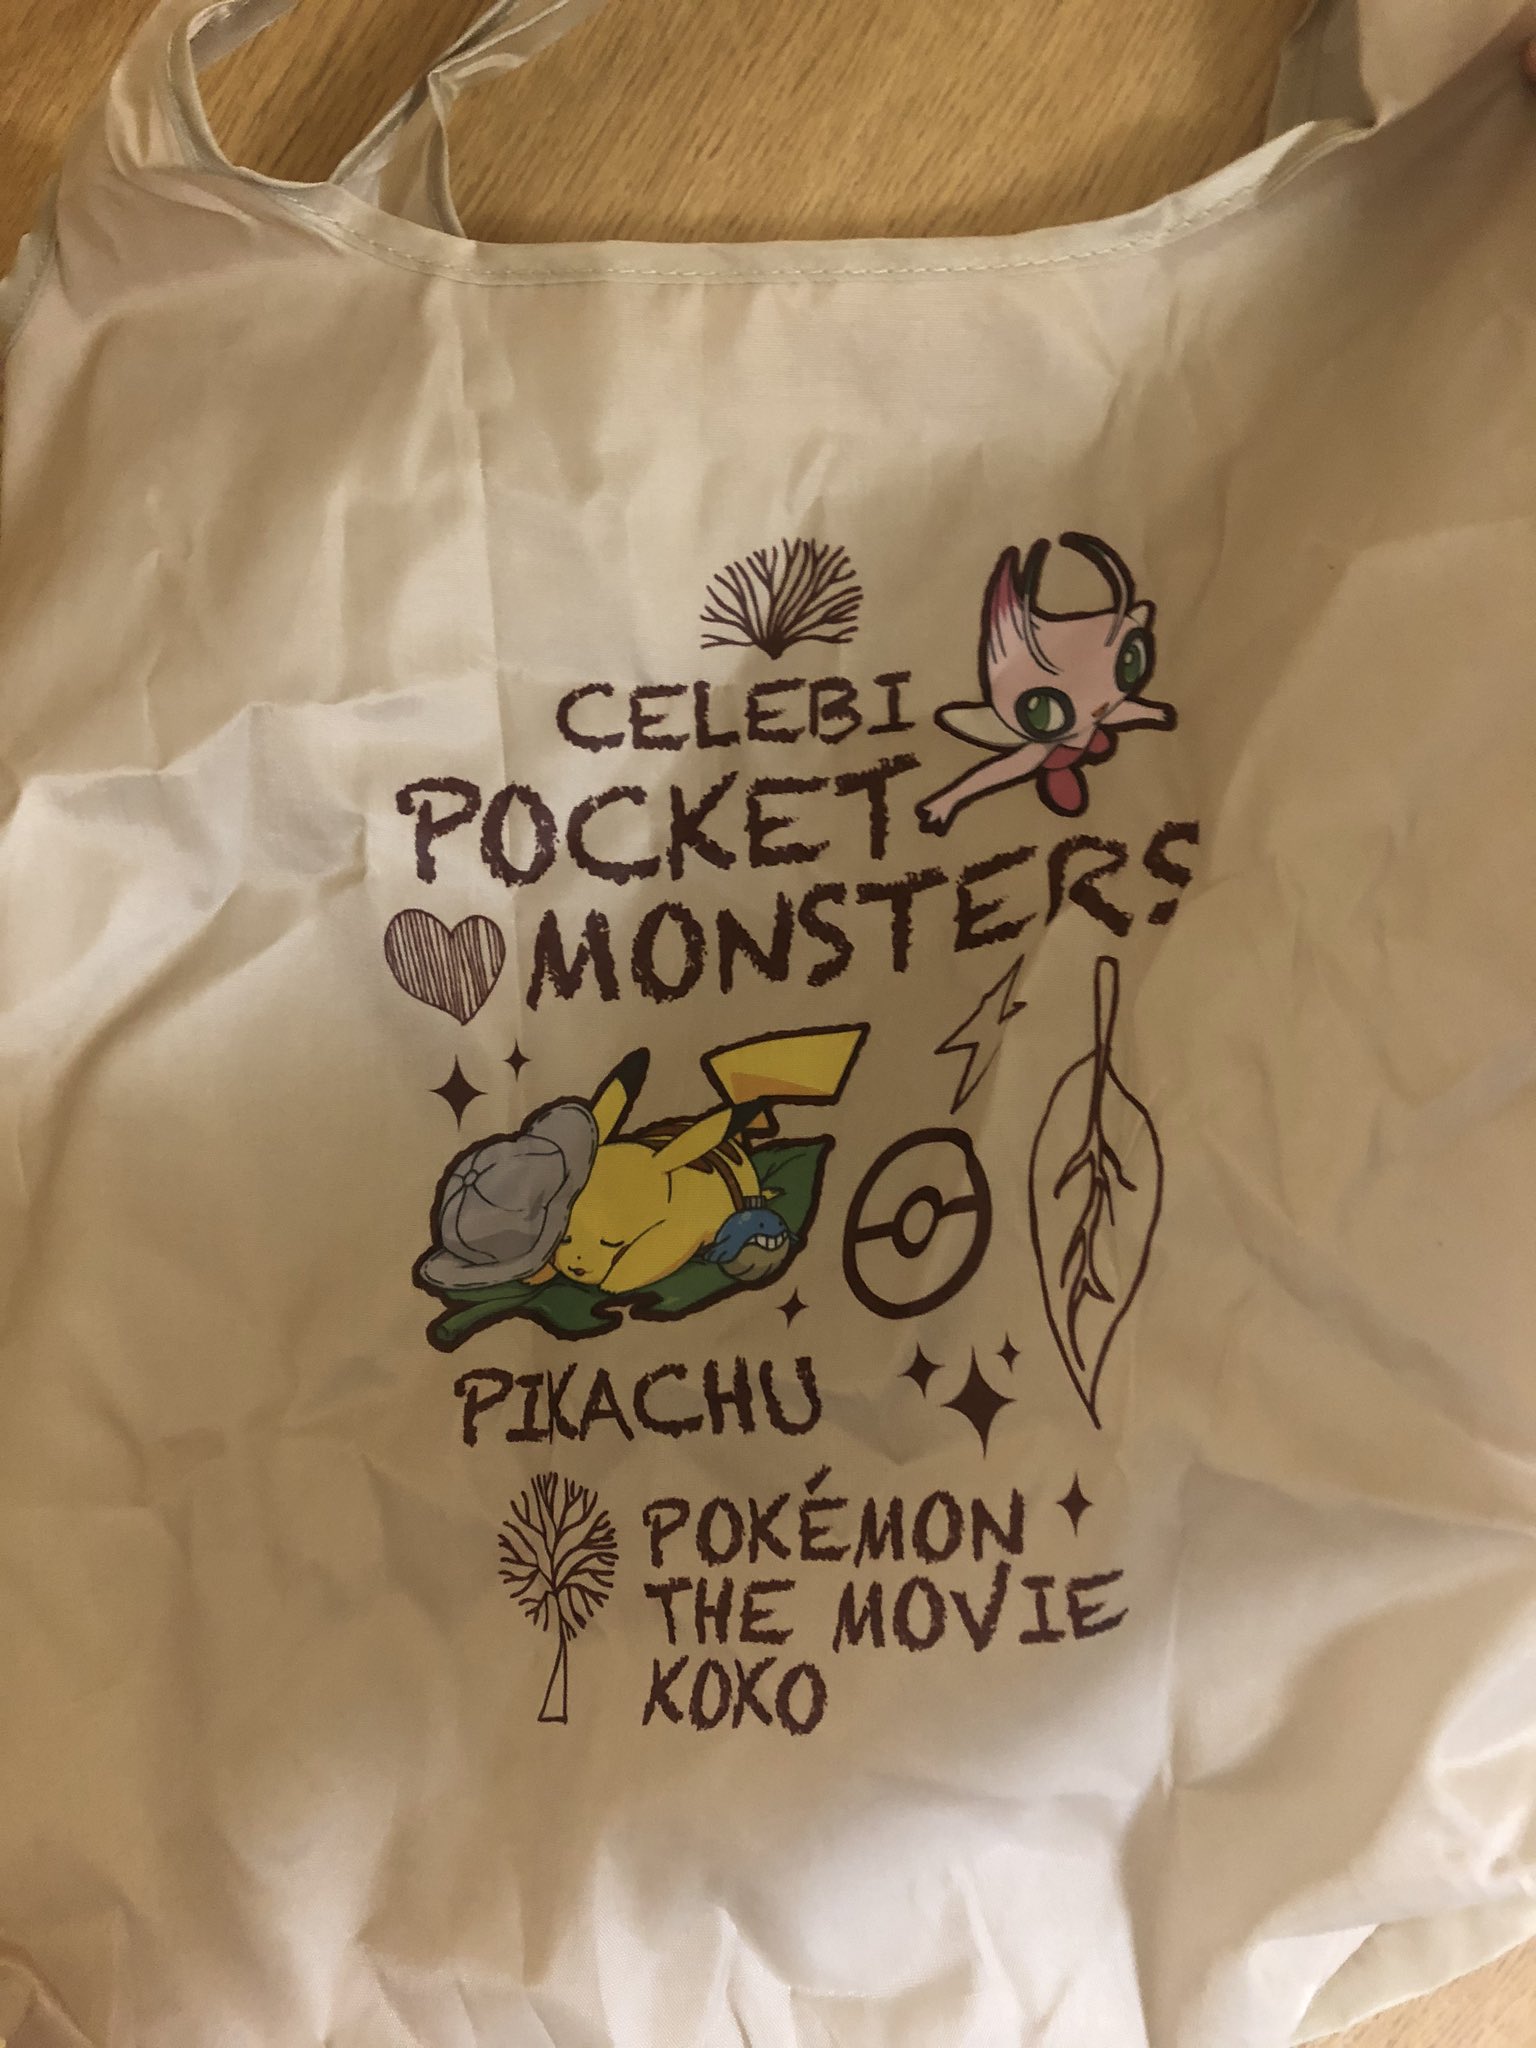 CELEBI
POCKET
MONSTERS
PIKACHU
POKÉMON
THE MOVIE
KOKO